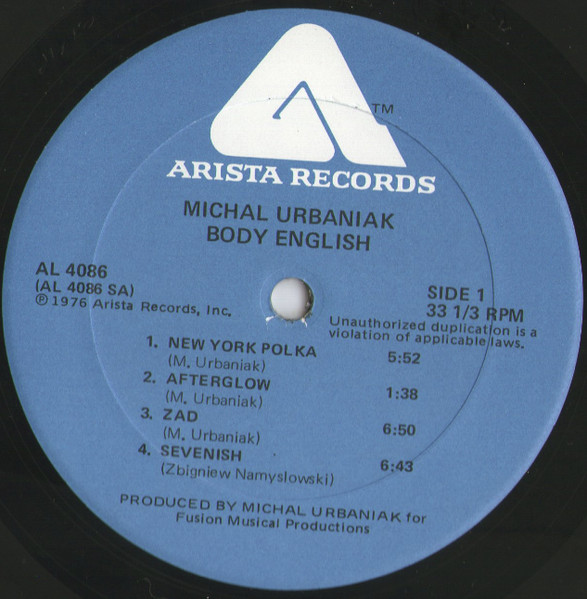 TM
ARISTA RECORDS
MICHAL URBANIAK
BODY ENGLISH
AL 4086
(AL 4086 SA)
℗ 1976 Arista Records, Inc.
SIDE 1
33 1/3 RPM
Unauthorized duplication is a
violation of applicable laws.
1. NEW YORK POLKA 5:52
(M. Urbaniak)
2. AFTERGLOW 1:38
(M. Urbaniak)
3. ZAD 6:50
(M. Urbaniak)
4. SEVENISH 6:43
(Zbigniew Namyslowski)
PRODUCED BY MICHAL URBANIAK for
Fusion Musical Productions